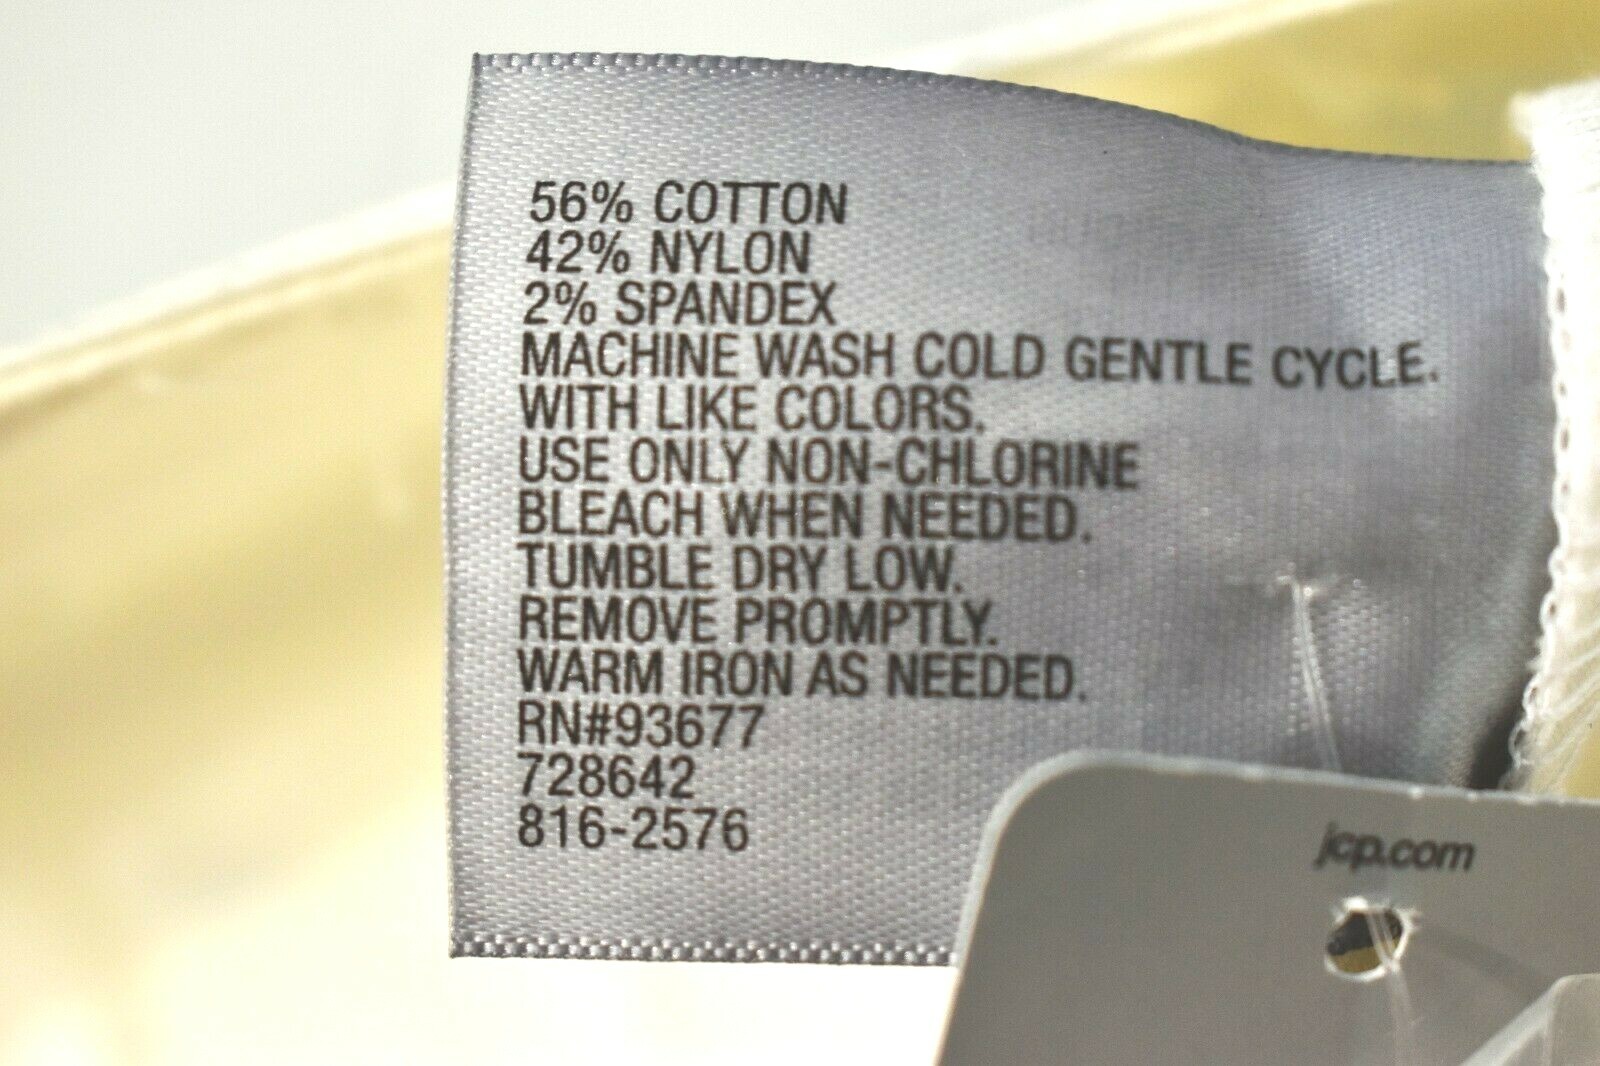 56% COTTON
42% NYLON
2% SPANDEX
MACHINE WASH COLD GENTLE CYCLE.
WITH LIKE COLORS.
USE ONLY NON-CHLORINE
BLEACH WHEN NEEDED.
TUMBLE DRY LOW.
REMOVE PROMPTLY.
WARM IRON AS NEEDED.
RN#93677
728642
816-2576
jcp.com